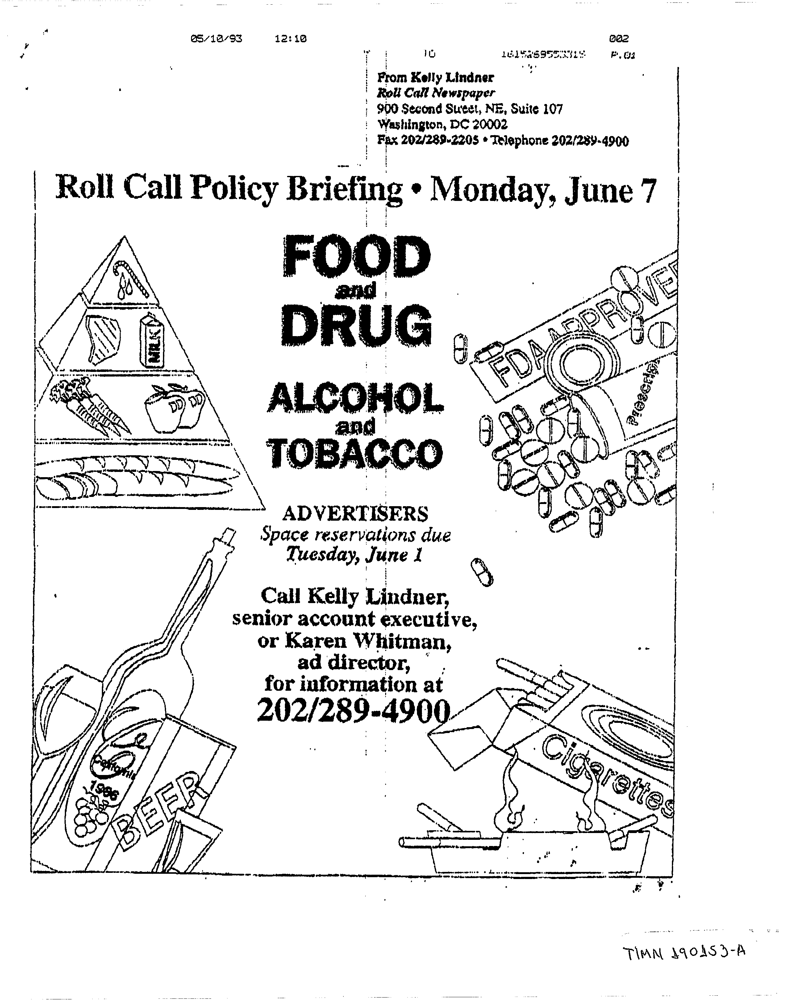 05/10/93 12:10 002
P.01
From Kelly Lindner
Roll Call Newspaper
900 Second Street, NE, Suite 107
Washington, DC 20002
Fax 202/289-2205 • Telephone 202/289-4900
Roll Call Policy Briefing • Monday, June 7
FOOD
and
DRUG
ALCOHOL
and
TOBACCO
MILK
FDA APPROVED
Prescrip
ADVERTISERS
Space reservations due
Tuesday, June 1
Call Kelly Lindner,
senior account executive,
or Karen Whitman,
ad director,
for information at
202/289-4900
California
1986
BEER
Cigarettes
TIMN 190153-A